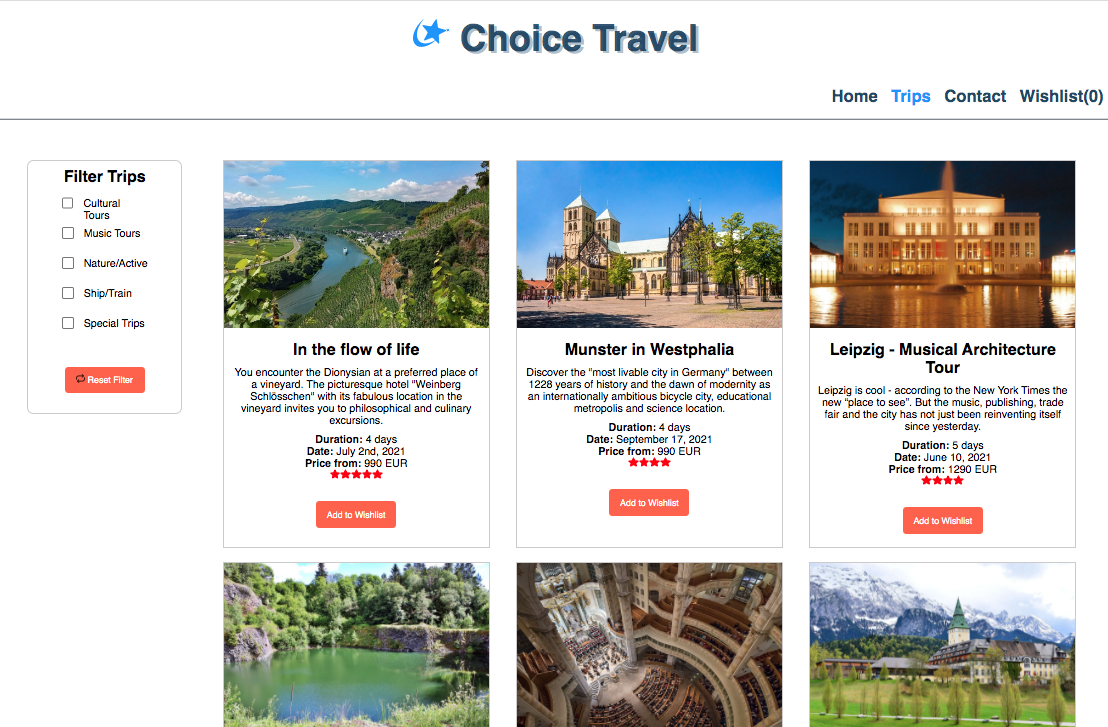 Choice Travel
Home Trips Contact Wishlist(0)
Filter Trips
Cultural
Tours
Music Tours
Nature/Active
Ship/Train
Special Trips
Reset Filter
In the flow of life
You encounter the Dionysian at a preferred place of
a vineyard. The picturesque hotel "Weinberg
Schlösschen" with its fabulous location in the
vineyard invites you to philosophical and culinary
excursions.
Duration: 4 days
Date: July 2nd, 2021
Price from: 990 EUR
Add to Wishlist
Munster in Westphalia
Discover the "most livable city in Germany" between
1228 years of history and the dawn of modernity as
an internationally ambitious bicycle city, educational
metropolis and science location.
Duration: 4 days
Date: September 17, 2021
Price from: 990 EUR
Add to Wishlist
Leipzig - Musical Architecture
Tour
Leipzig is cool - according to the New York Times the
new "place to see". But the music, publishing, trade
fair and the city has not just been reinventing itself
since yesterday.
Duration: 5 days
Date: June 10, 2021
Price from: 1290 EUR
Add to Wishlist